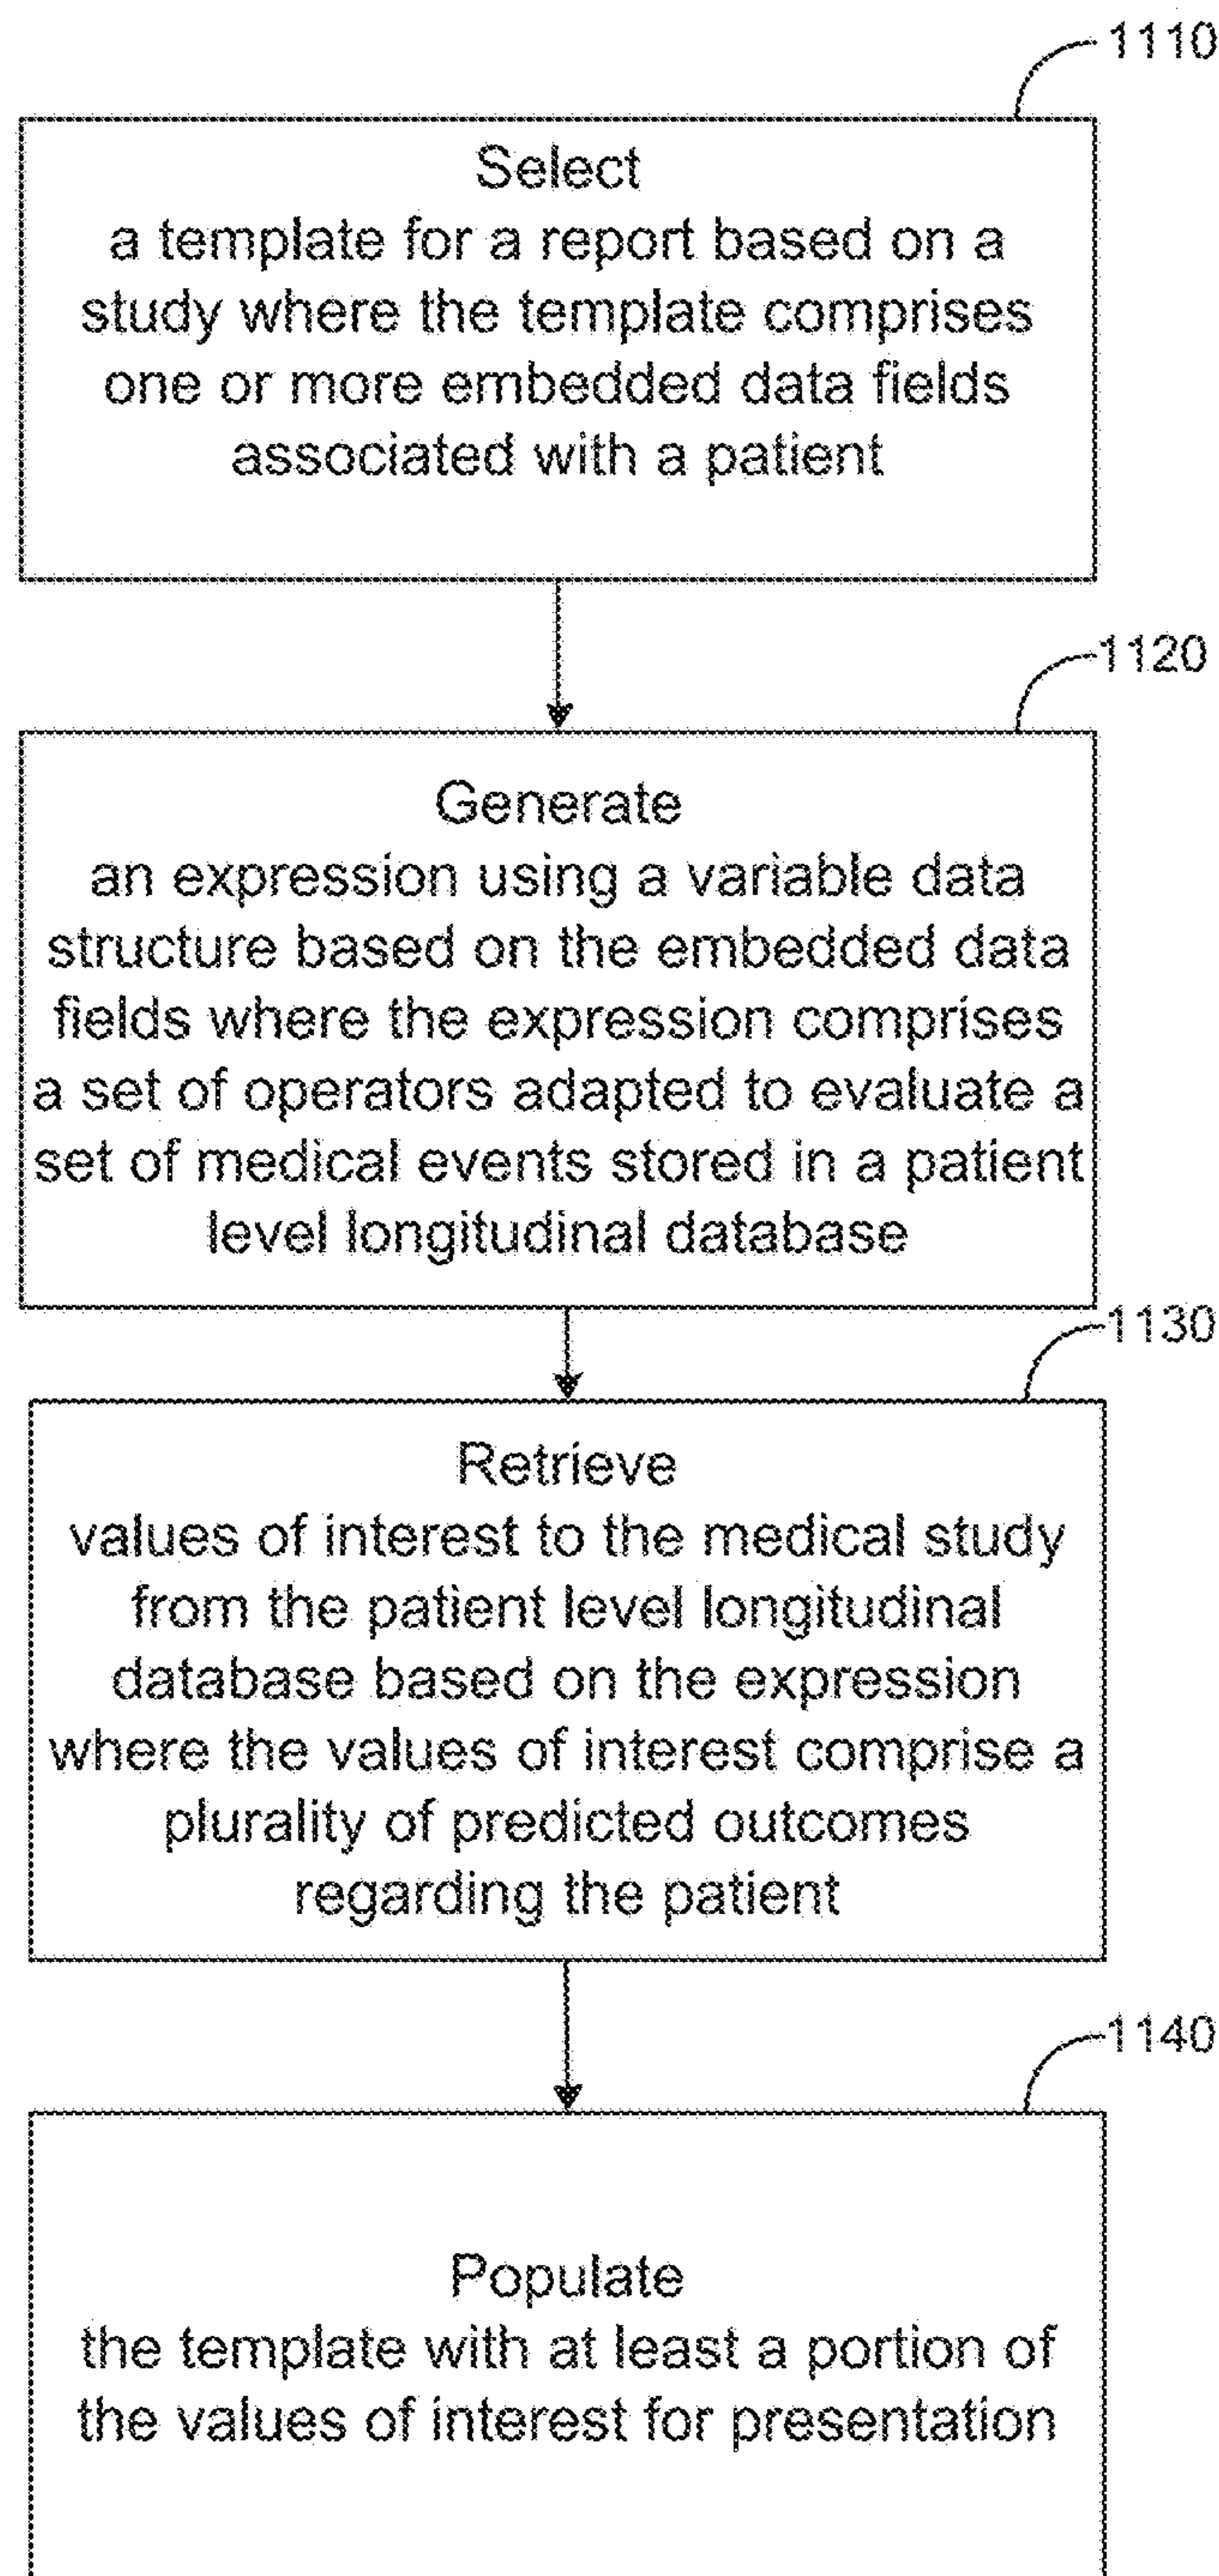 1110
Select
a template for a report based on a
study where the template comprises
one or more embedded data fields
associated with a patient
1120
Generate
an expression using a variable data
structure based on the embedded data
fields where the expression comprises
a set of operators adapted to evaluate a
set of medical events stored in a patient
level longitudinal database
1130
Retrieve
values of interest to the medical study
from the patient level longitudinal
database based on the expression
where the values of interest comprise a
plurality of predicted outcomes
regarding the patient
1140
Populate
the template with at least a portion of
the values of interest for presentation